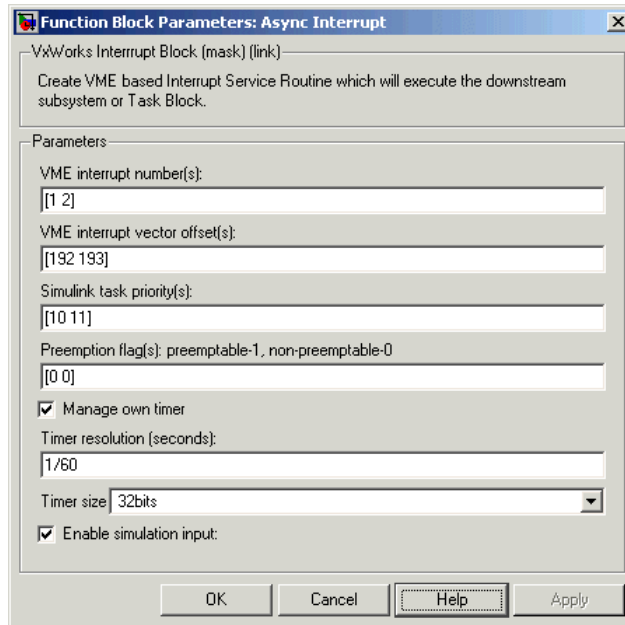 Function Block Parameters: Async Interrupt
VxWorks Interrrupt Block (mask) (link)
Create VME based Interrupt Service Routine which will execute the downstream
subsystem or Task Block.
Parameters
VME interrupt number(s):
[1 2]
VME interrupt vector offset(s):
[192 193]
Simulink task priority(s):
[10 11]
Preemption flag(s): preemptable-1, non-preemptable-0
[0 0]
Manage own timer
Timer resolution (seconds):
1/60
Timer size 32bits
Enable simulation input:
OK Cancel Help Apply